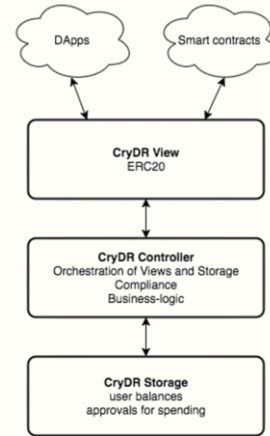 DApps
Smart contracts
CryDR View
ERC20
CryDR Controller
Orchestration of Views and Storage
Compliance
Business-logic
CryDR Storage
user balances
approvals for spending